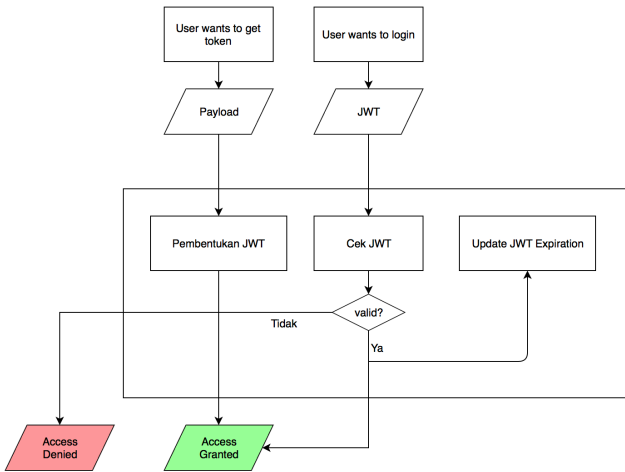 User wants to get
token
User wants to login
Payload
JWT
Pembentukan JWT
Cek JWT
Update JWT Expiration
valid?
Tidak
Ya
Access
Denied
Access
Granted